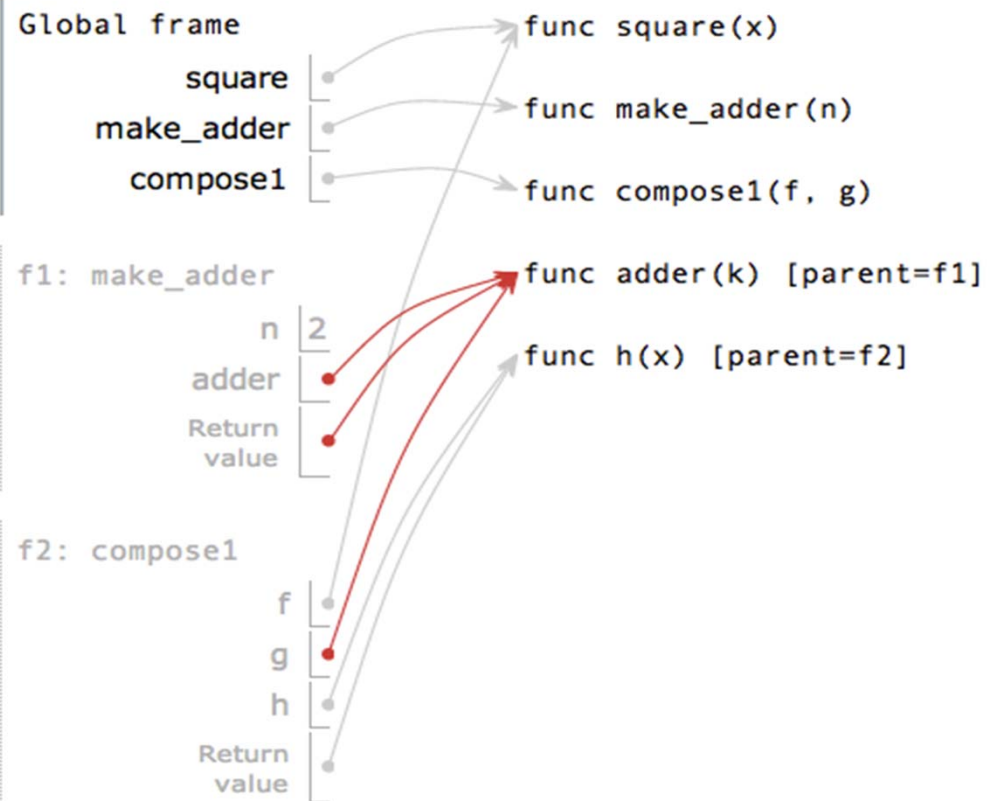 Global frame
func square(x)
square
make_adder
func make_adder(n)
compose1
func compose1(f, g)
f1: make_adder
func adder(k) [parent=f1]
n 2
adder
func h(x) [parent=f2]
Return
value
f2: compose1
f
g
h
Return
value